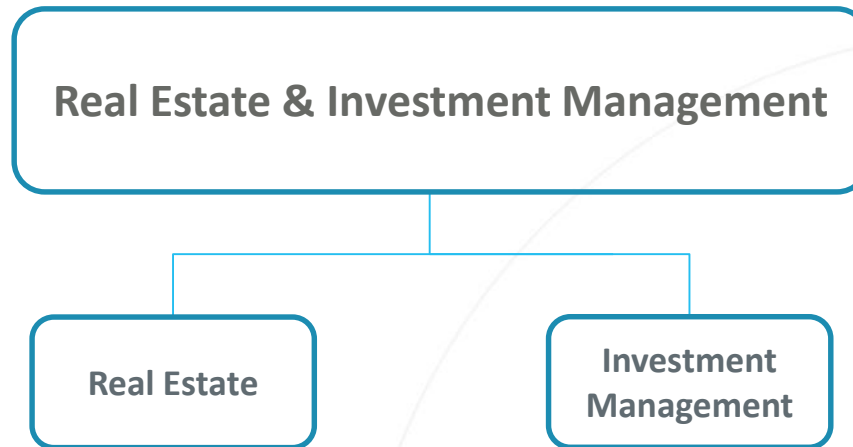 Real Estate & Investment Management
Real Estate
Investment
Management